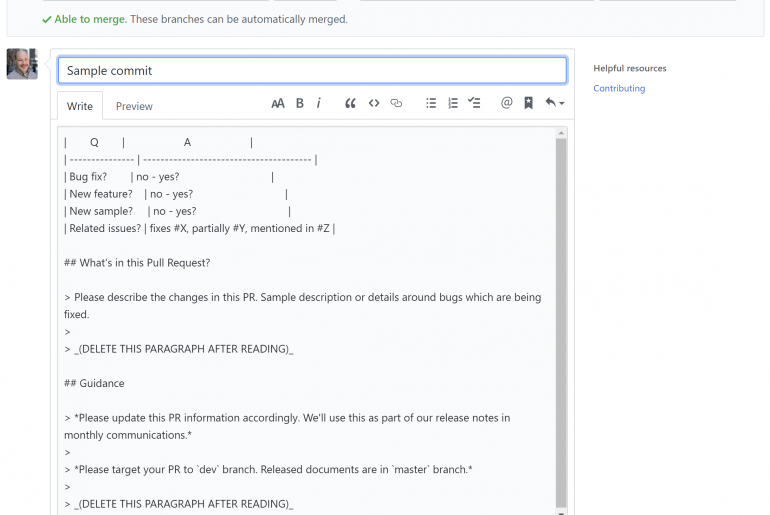 Able to merge. These branches can be automatically merged.
Sample commit
Helpful resources
Contributing
Write Preview
AA B i
| Q | A |
| --------------- | --------------------------------------- |
| Bug fix? | no - yes? |
| New feature? | no - yes? |
| New sample? | no - yes? |
| Related issues? | fixes #X, partially #Y, mentioned in #Z |
## What's in this Pull Request?
> Please describe the changes in this PR. Sample description or details around bugs which are being
fixed.
>
> _(DELETE THIS PARAGRAPH AFTER READING)_
## Guidance
> *Please update this PR information accordingly. We'll use this as part of our release notes in
monthly communications.*
>
> *Please target your PR to `dev` branch. Released documents are in `master` branch.*
>
> _(DELETE THIS PARAGRAPH AFTER READING)_